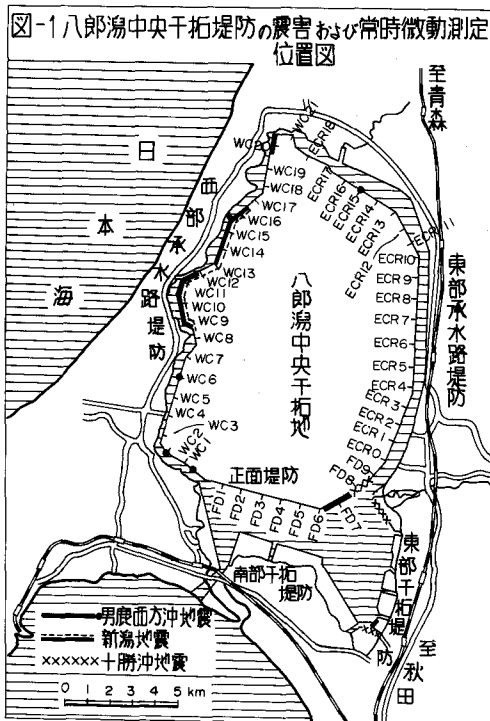 図-1 八郎潟中央干拓堤防の震害および常時微動測定
位置図
至青森
日本海
西部承水路堤防
八郎潟中央干拓地
東部承水路堤防
WC21
WC20
WC19
WC18
WC17
WC16
WC15
WC14
WC13
WC12
WC11
WC10
WC9
WC8
WC7
WC6
WC5
WC4
WC3
WC2
WC1
ECR18
ECR17
ECR16
ECR15
ECR14
ECR13
ECR12
ECR11
ECR10
ECR9
ECR8
ECR7
ECR6
ECR5
ECR4
ECR3
ECR2
ECR1
ECR0
FD9
FD8
FD7
FD6
FD5
FD4
FD3
FD2
FD1
正面堤防
南部干拓
堤防
東部干拓堤防
至秋田
男鹿西方沖地震
新潟地震
十勝沖地震
0 1 2 3 4 5 km